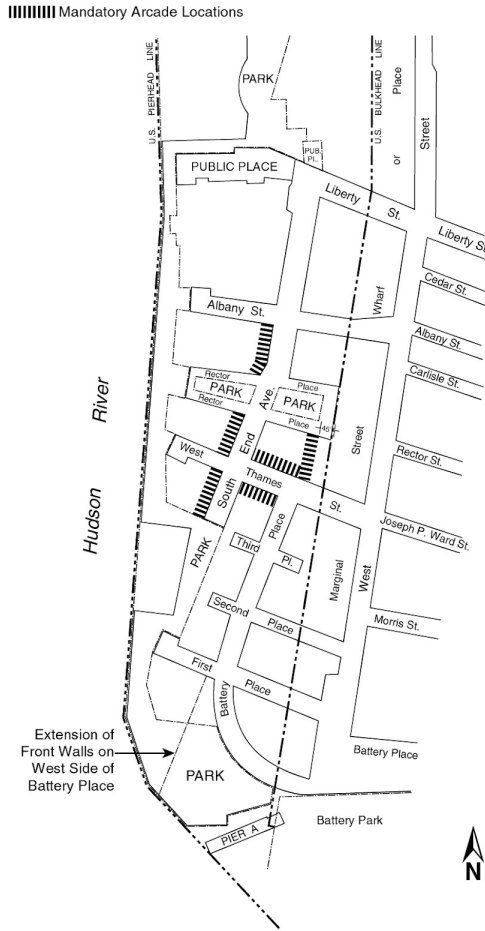 Mandatory Arcade Locations
U.S. PIERHEAD LINE
PARK
U.S. BULKHEAD LINE
Place
or
Street
PUB.
PL.
PUBLIC PLACE
Liberty St.
Liberty St.
Cedar St.
Wharf
Albany St.
Albany St.
Carlisle St.
Rector Place
PARK
Ave.
PARK
Rector Place
45'
River
End
Street
Rector St.
West Thames St.
South
Hudson
Place
Joseph P. Ward St.
PARK
Third Pl.
Marginal
West
Second Place
Morris St.
First Place
Battery
Battery Place
Extension of
Front Walls on
West Side of
Battery Place
PARK
Battery Park
PIER A
N